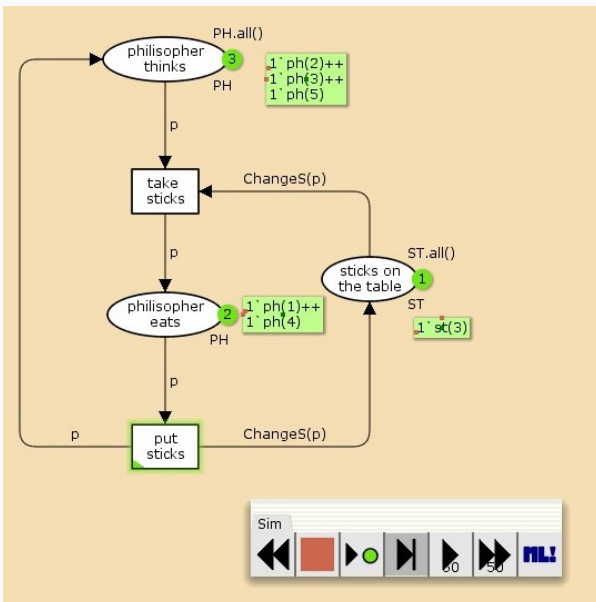 PH.all()
philisopher
thinks
3
PH
1`ph(2)++
1`ph(3)++
1`ph(5)
p
take
sticks
ChangeS(p)
p
ST.all()
sticks on
the table
1
ST
1`st(3)
philisopher
eats
2
PH
1`ph(1)++
1`ph(4)
p
p
put
sticks
ChangeS(p)
Sim
50
ML!